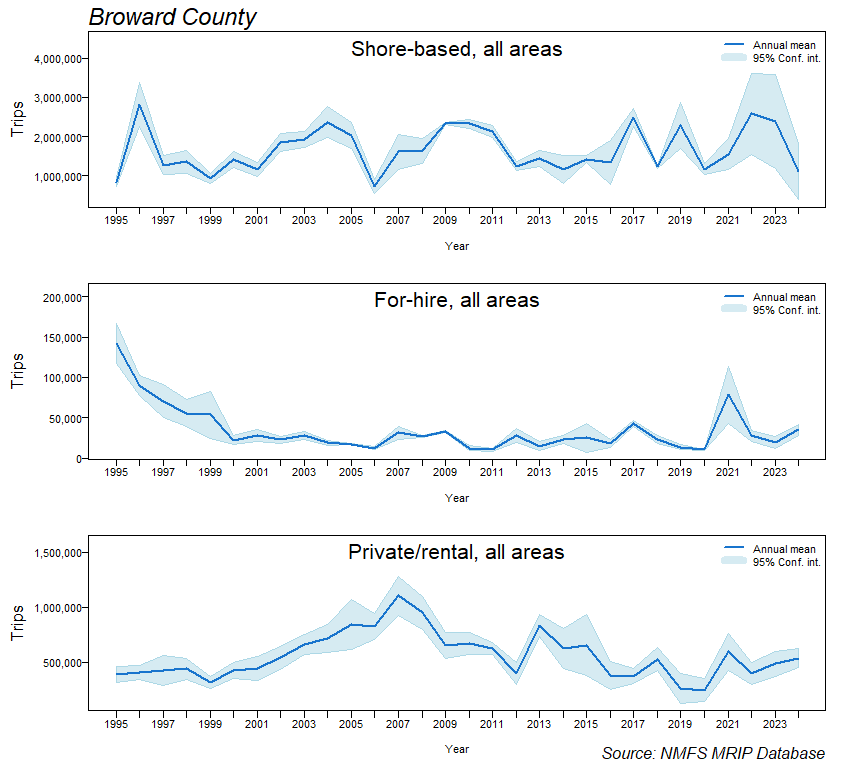 Broward County
Shore-based, all areas
Annual mean
95% Conf. int.
Trips
4,000,000
3,000,000
2,000,000
1,000,000
1995 1997 1999 2001 2003 2005 2007 2009 2011 2013 2015 2017 2019 2021 2023
Year
For-hire, all areas
Annual mean
95% Conf. int.
Trips
200,000
150,000
100,000
50,000
0
1995 1997 1999 2001 2003 2005 2007 2009 2011 2013 2015 2017 2019 2021 2023
Year
Private/rental, all areas
Annual mean
95% Conf. int.
Trips
1,500,000
1,000,000
500,000
1995 1997 1999 2001 2003 2005 2007 2009 2011 2013 2015 2017 2019 2021 2023
Year
Source: NMFS MRIP Database